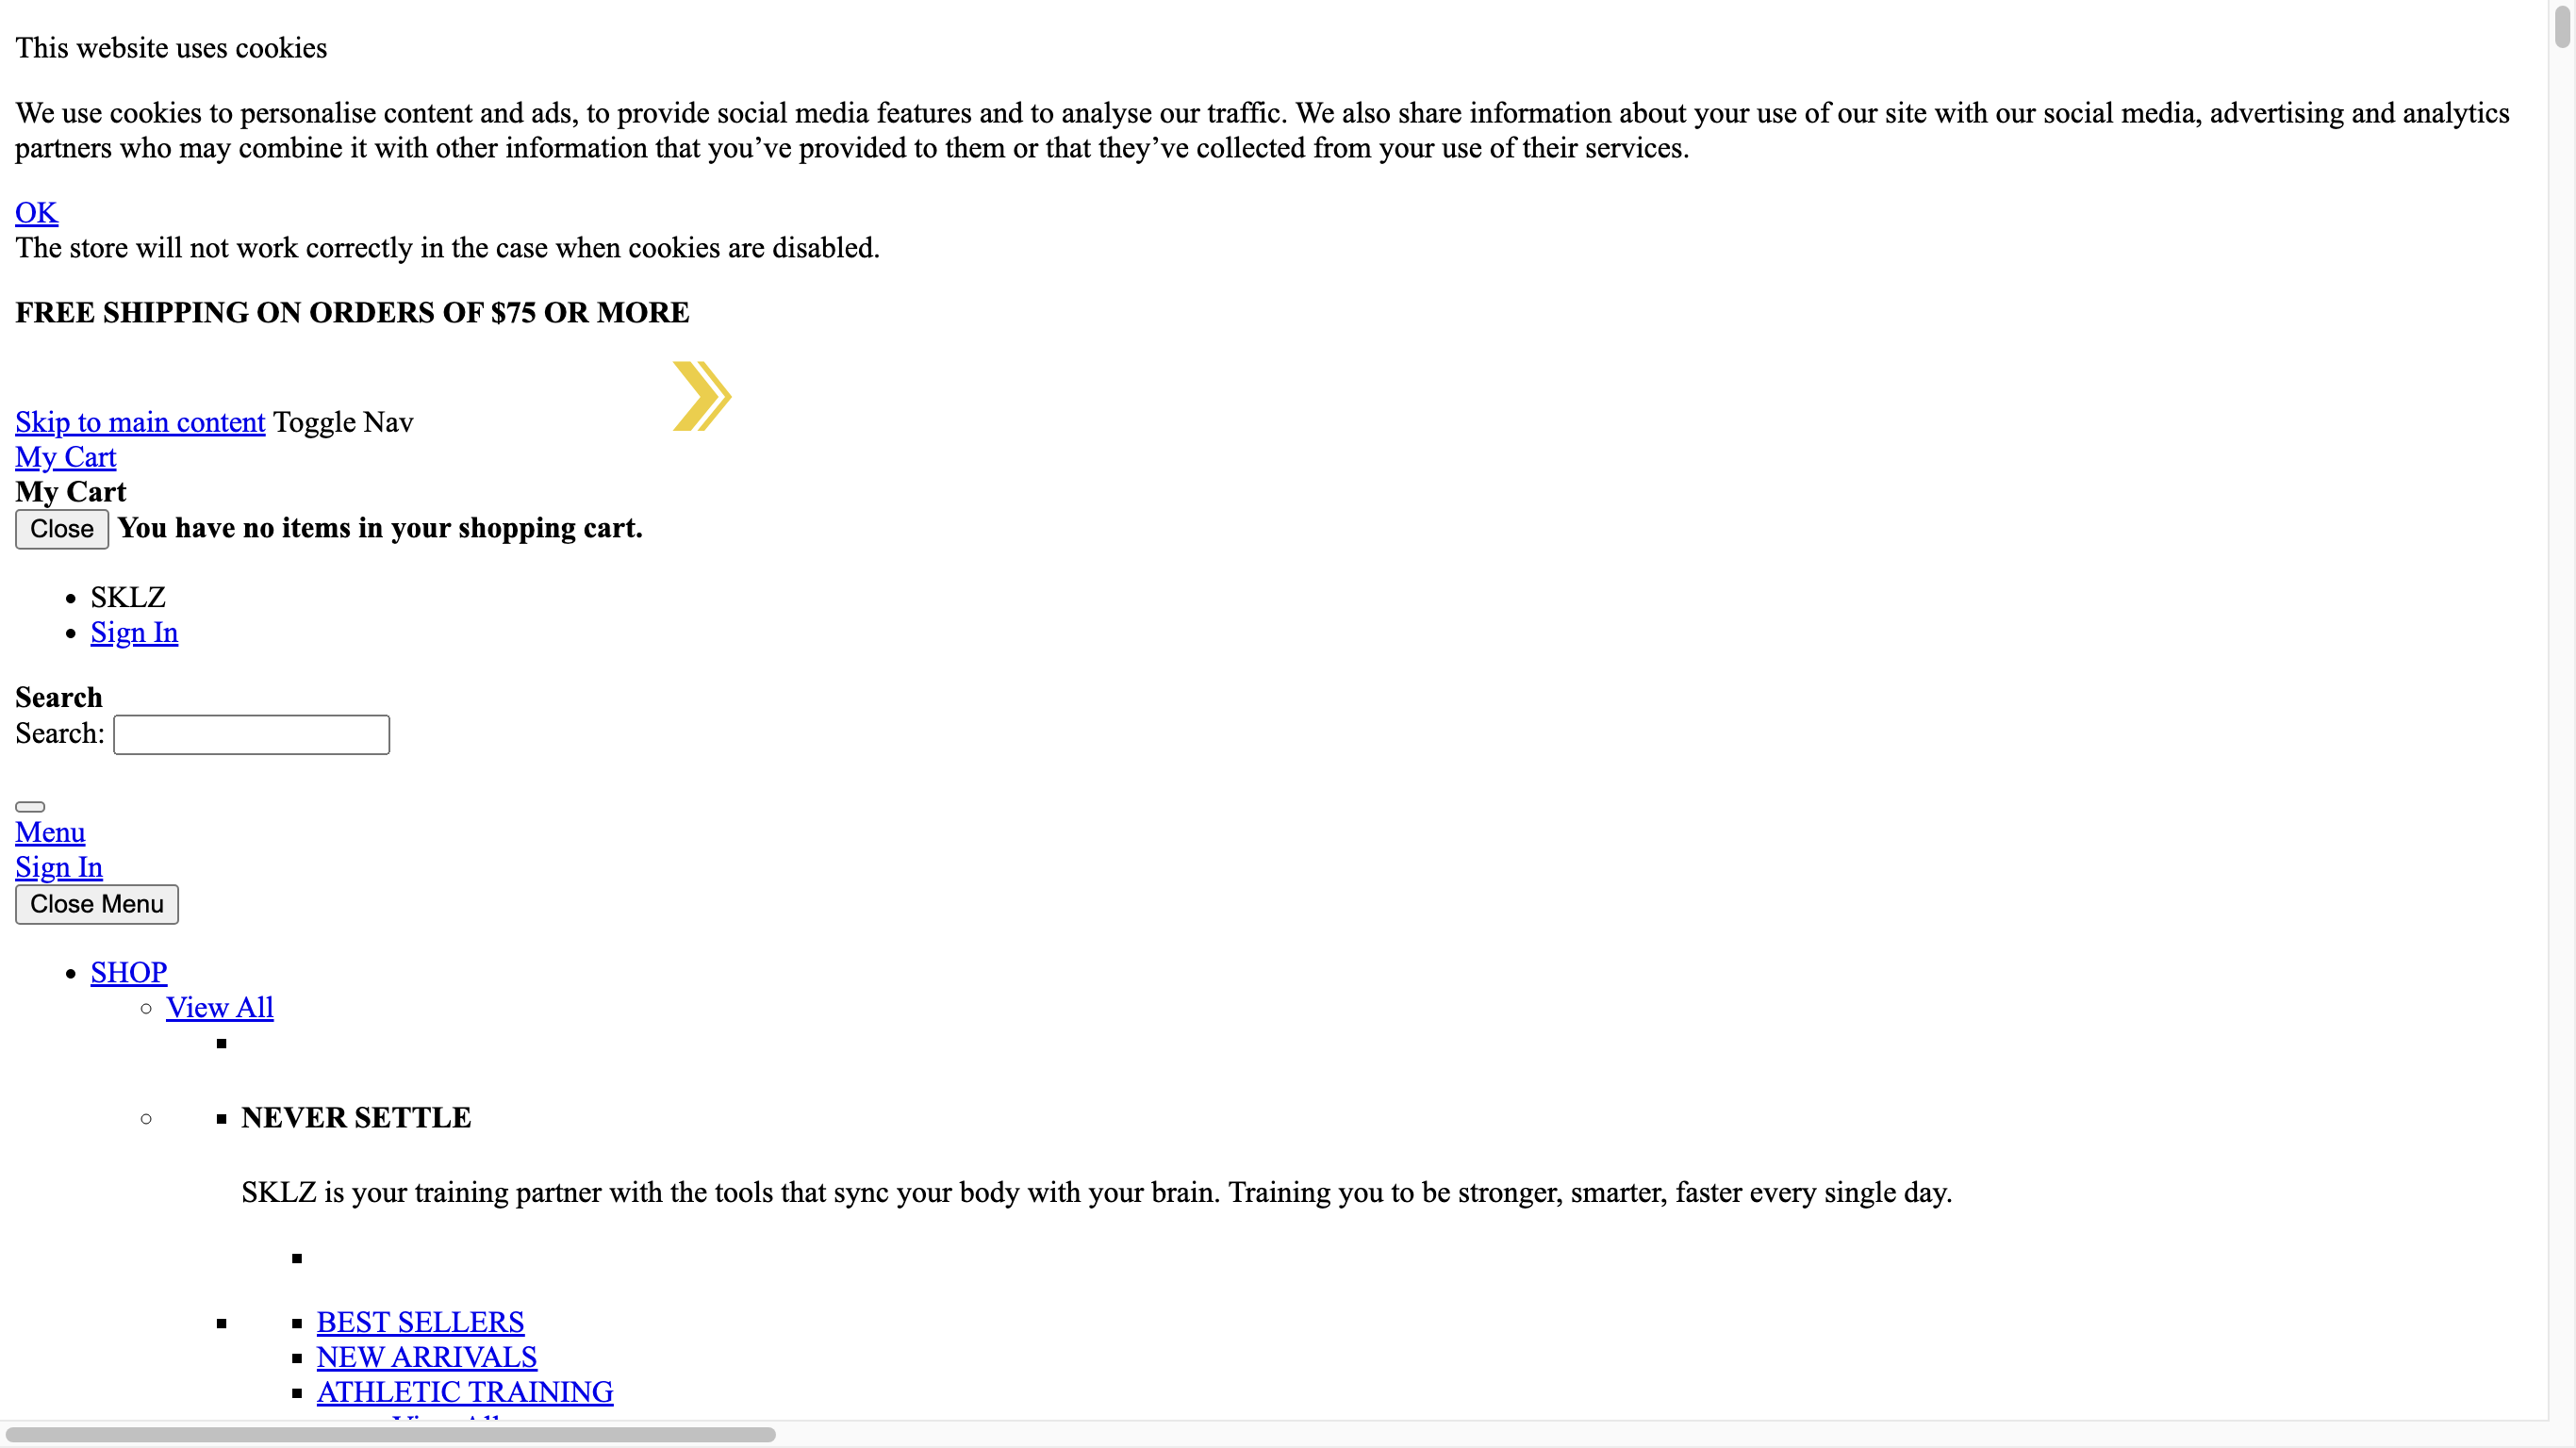 This website uses cookies
We use cookies to personalise content and ads, to provide social media features and to analyse our traffic. We also share information about your use of our site with our social media, advertising and analytics
partners who may combine it with other information that you’ve provided to them or that they’ve collected from your use of their services.
OK
The store will not work correctly in the case when cookies are disabled.
FREE SHIPPING ON ORDERS OF $75 OR MORE
Skip to main content Toggle Nav
My Cart
My Cart
Close You have no items in your shopping cart.
SKLZ
Sign In
Search
Search:
Menu
Sign In
Close Menu
SHOP
View All
NEVER SETTLE
SKLZ is your training partner with the tools that sync your body with your brain. Training you to be stronger, smarter, faster every single day.
BEST SELLERS
NEW ARRIVALS
ATHLETIC TRAINING